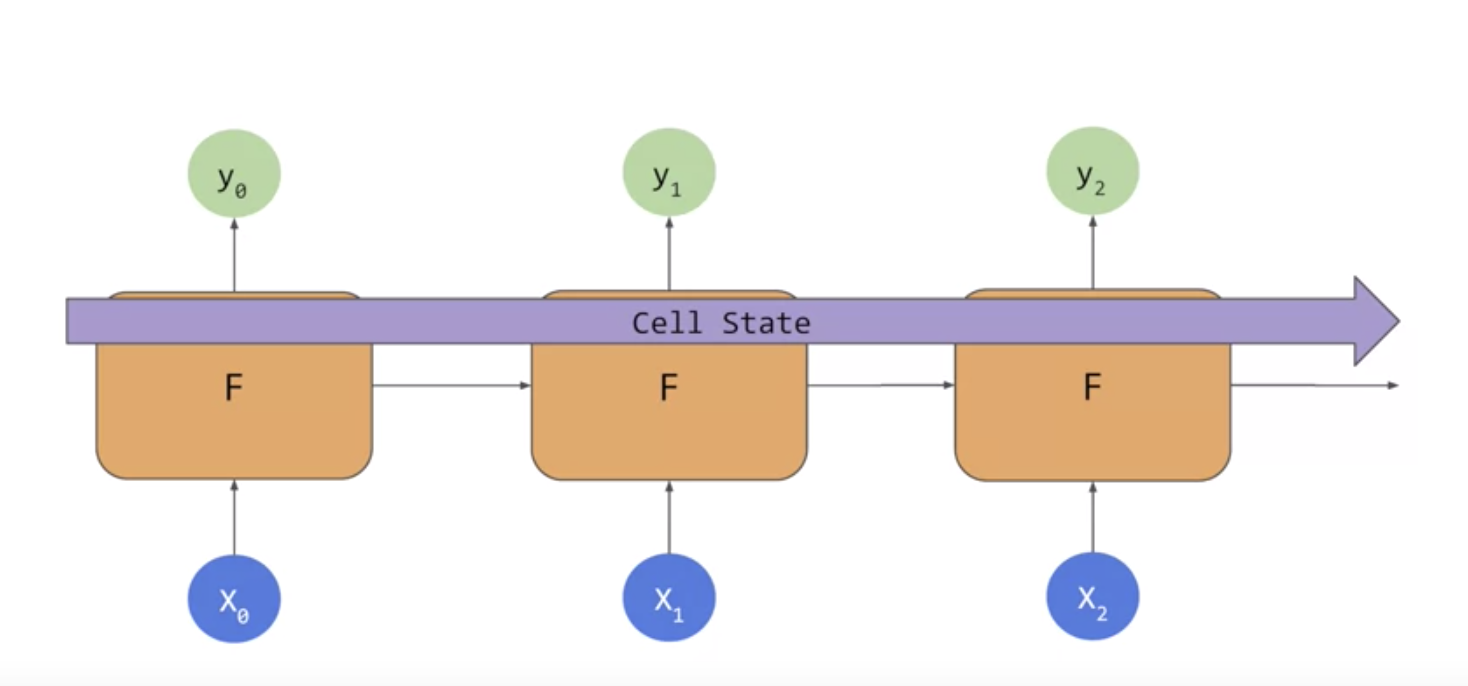 y₀ y₁ y₂
Cell State
F F F
X₀ X₁ X₂